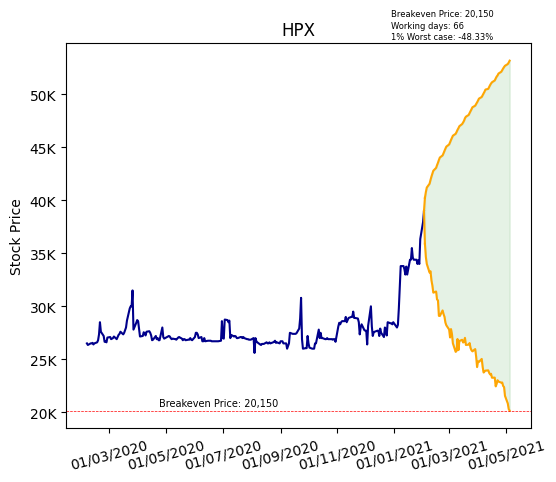 Breakeven Price: 20,150
Working days: 66
1% Worst case: -48.33%
HPX
Stock Price
50K
45K
40K
35K
30K
25K
20K
Breakeven Price: 20,150
01/03/2020
01/05/2020
01/07/2020
01/09/2020
01/11/2020
01/01/2021
01/03/2021
01/05/2021